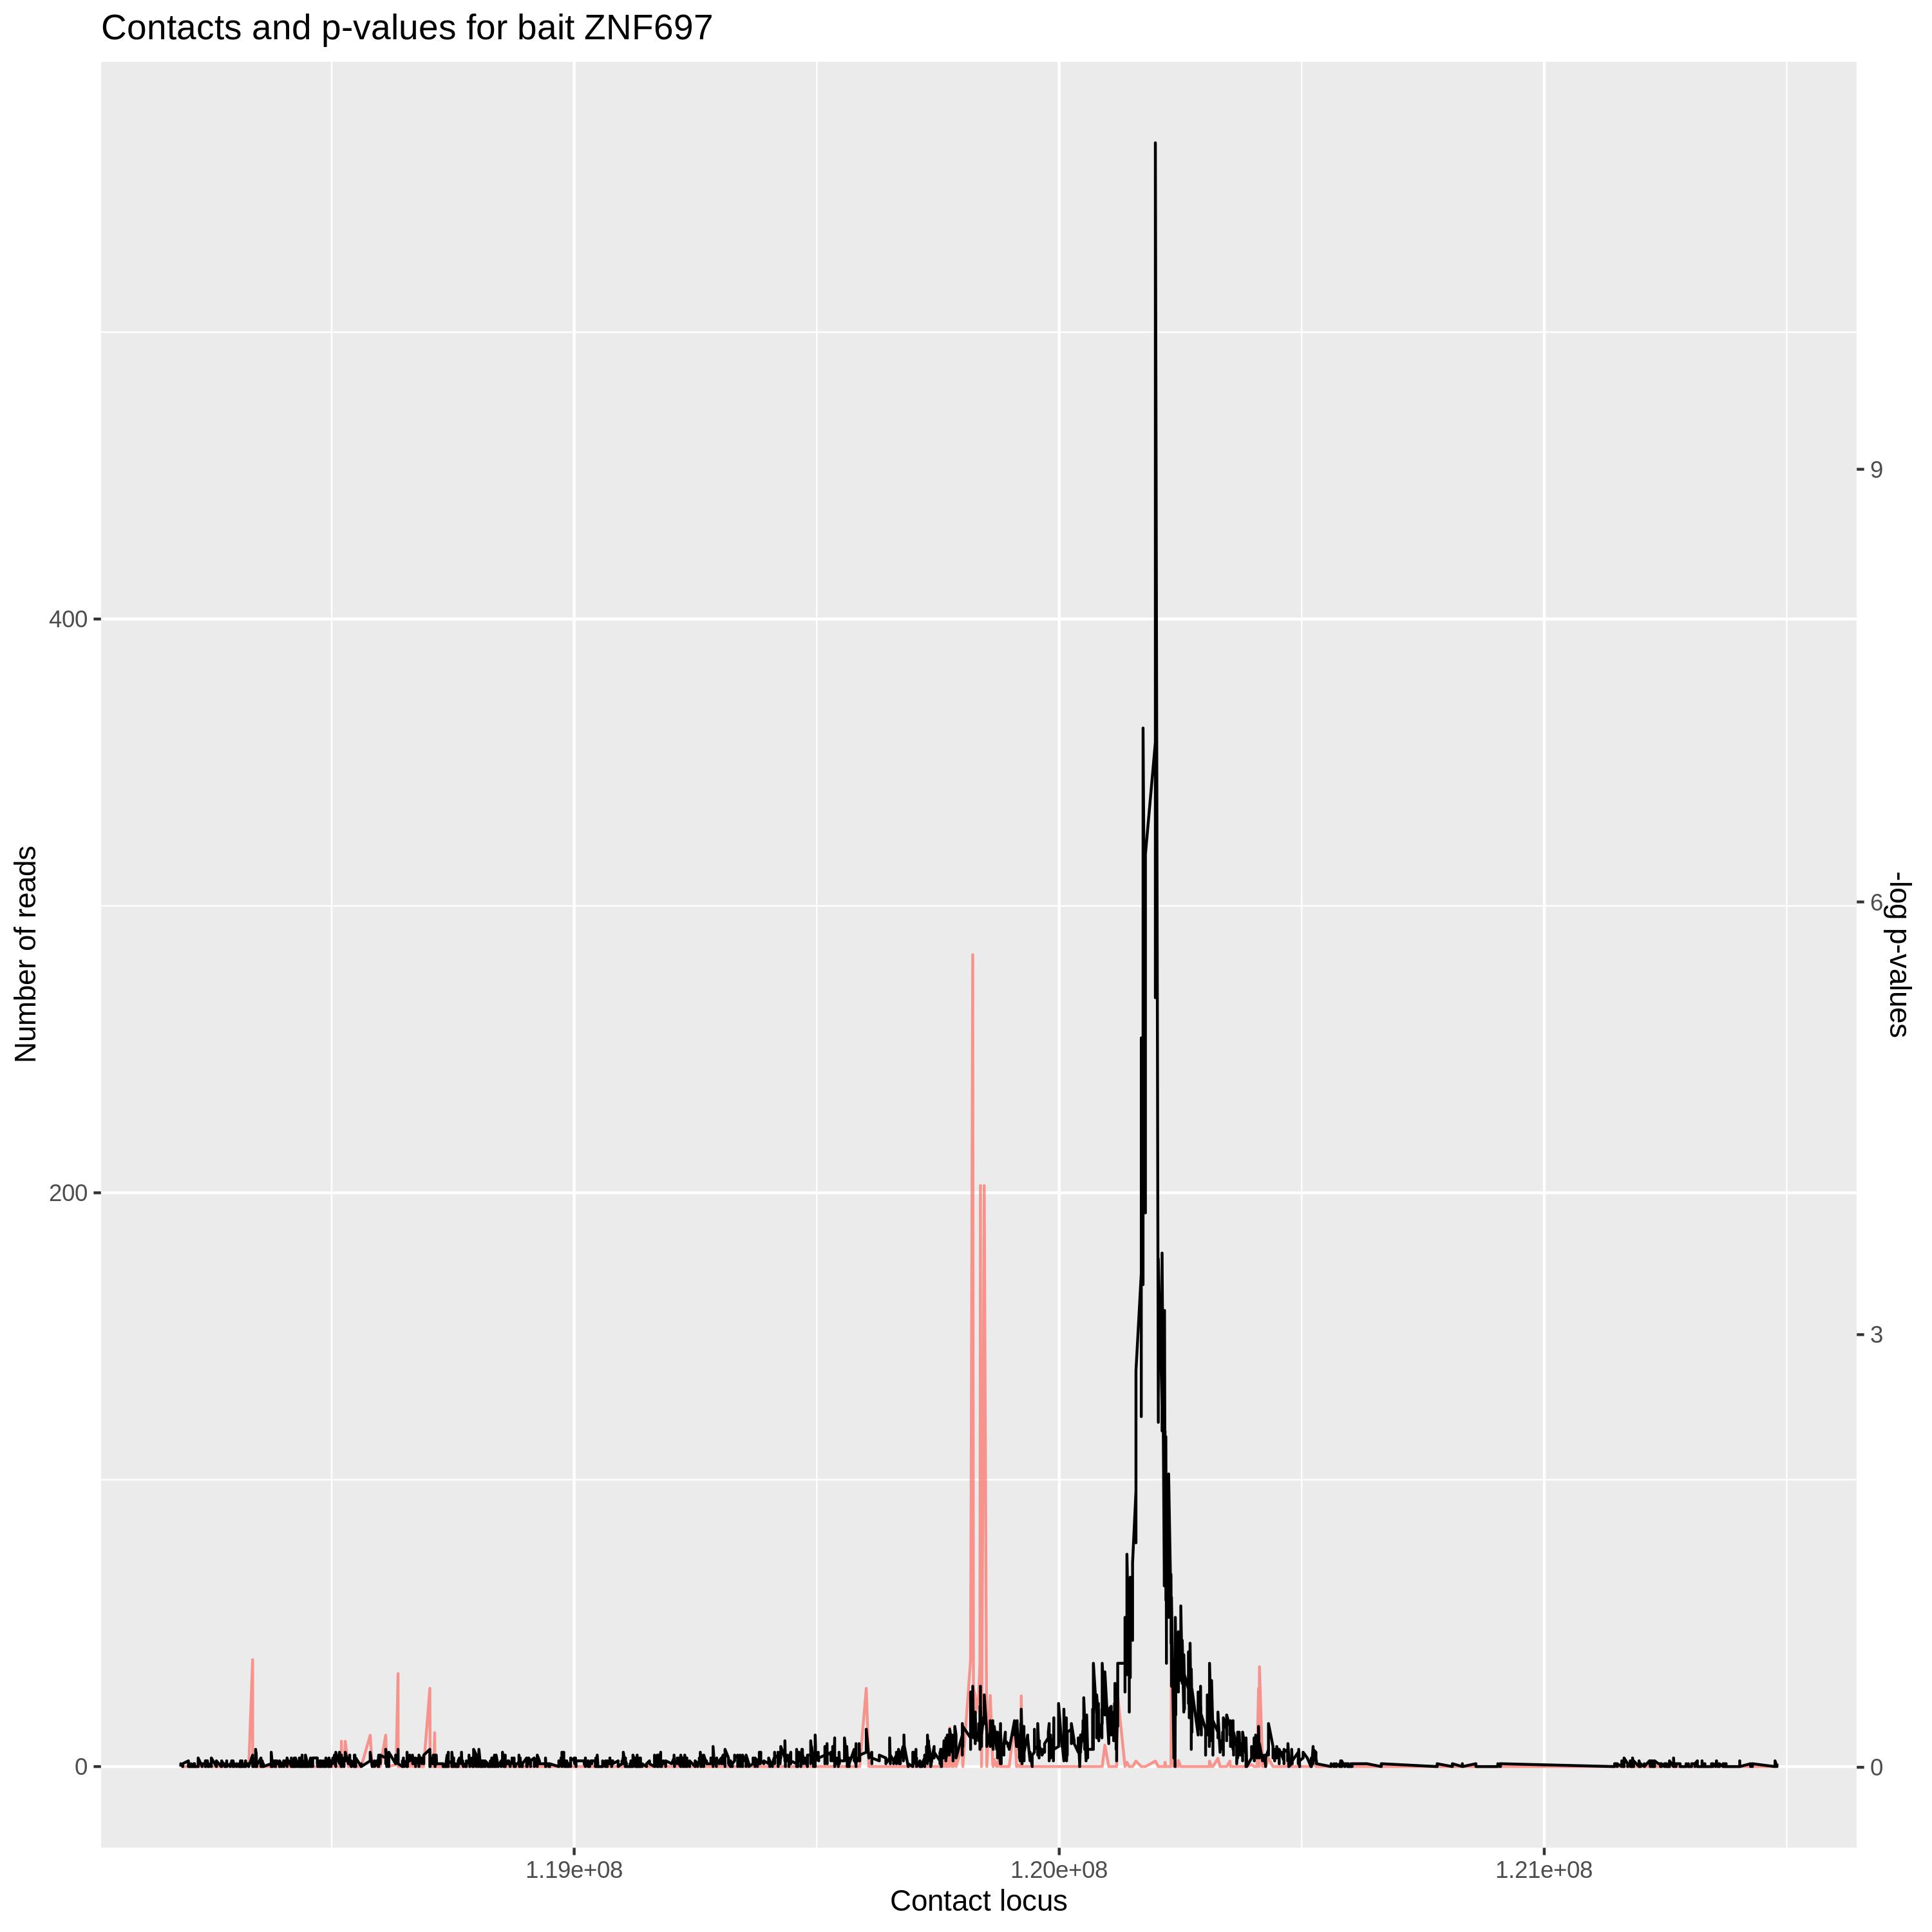 Contacts and p-values for bait ZNF697
Number of reads
400
200
0
9
6
3
0
-log p-values
1.19e+08
1.20e+08
1.21e+08
Contact locus